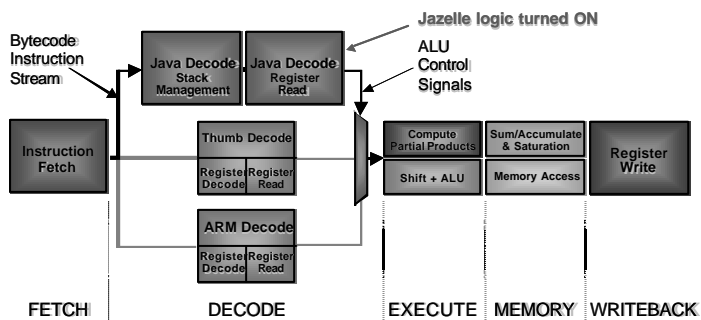 Jazelle logic turned ON
Bytecode
Instruction
Stream
ALU
Control
Signals
Java Decode
Stack
Management
Java Decode
Register
Read
Instruction
Fetch
Thumb Decode
Register
Decode
Register
Read
ARM Decode
Register
Decode
Register
Read
Compute
Partial Products
Sum/Accumulate
& Saturation
Shift + ALU
Memory Access
Register
Write
FETCH
DECODE
EXECUTE
MEMORY
WRITEBACK